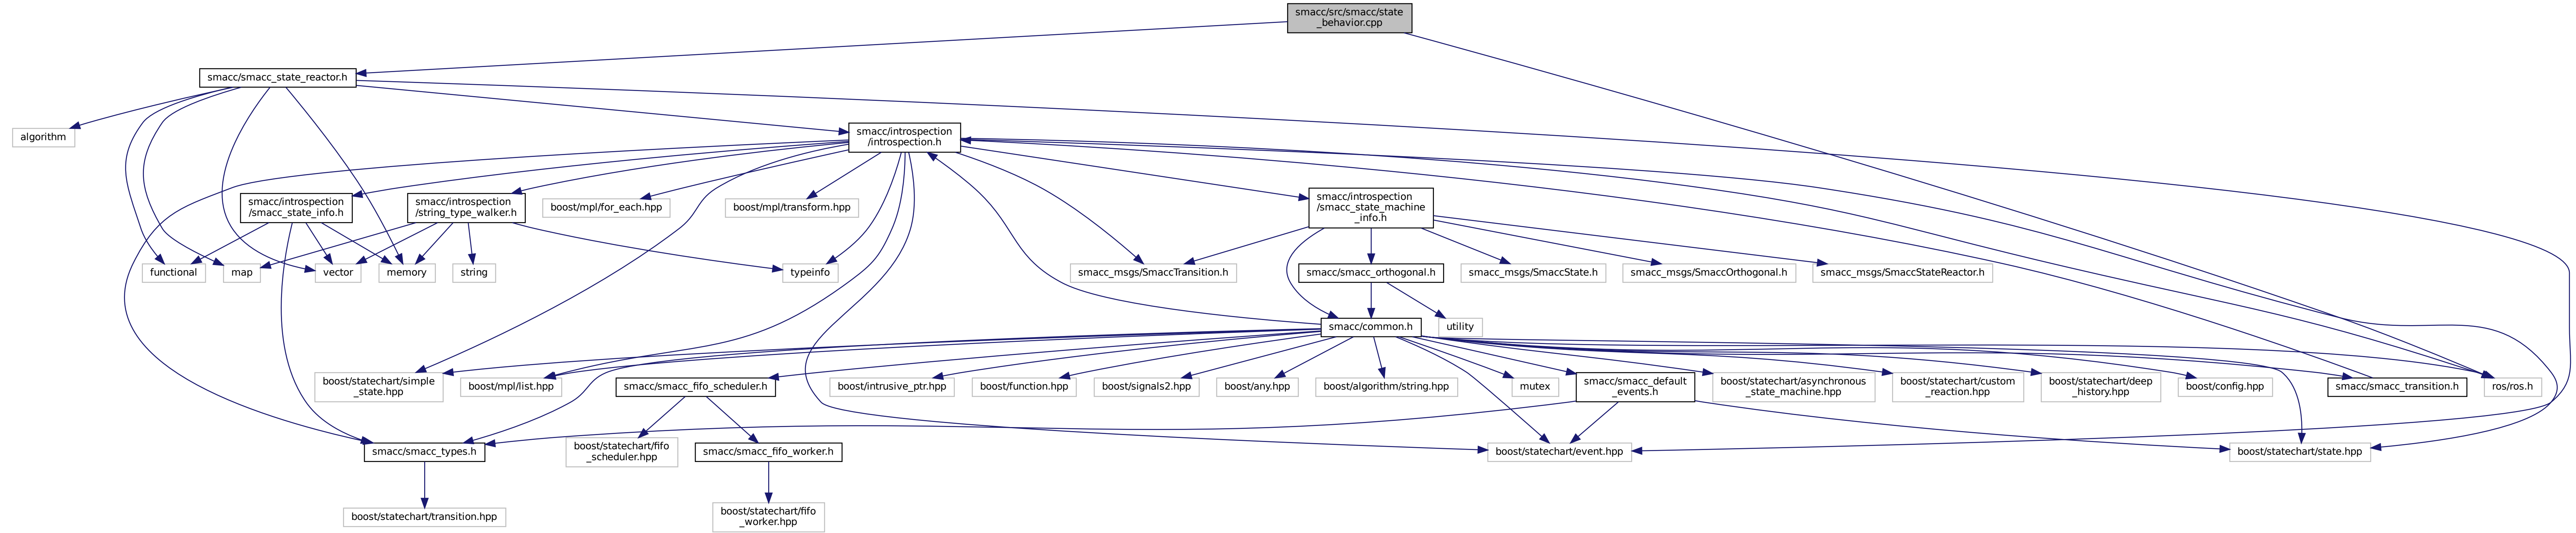 smacc/src/smacc/state
_behavior.cpp
smacc/smacc_state_reactor.h
algorithm
smacc/introspection
/introspection.h
smacc/introspection
/smacc_state_info.h
smacc/introspection
/string_type_walker.h
boost/mpl/for_each.hpp
boost/mpl/transform.hpp
smacc/introspection
/smacc_state_machine
_info.h
functional
map
vector
memory
string
typeinfo
smacc_msgs/SmaccTransition.h
smacc/smacc_orthogonal.h
smacc_msgs/SmaccState.h
smacc_msgs/SmaccOrthogonal.h
smacc_msgs/SmaccStateReactor.h
smacc/common.h
utility
boost/statechart/simple
_state.hpp
boost/mpl/list.hpp
smacc/smacc_fifo_scheduler.h
boost/intrusive_ptr.hpp
boost/function.hpp
boost/signals2.hpp
boost/any.hpp
boost/algorithm/string.hpp
mutex
smacc/smacc_default
_events.h
boost/statechart/asynchronous
_state_machine.hpp
boost/statechart/custom
_reaction.hpp
boost/statechart/deep
_history.hpp
boost/config.hpp
smacc/smacc_transition.h
ros/ros.h
smacc/smacc_types.h
boost/statechart/fifo
_scheduler.hpp
smacc/smacc_fifo_worker.h
boost/statechart/event.hpp
boost/statechart/state.hpp
boost/statechart/transition.hpp
boost/statechart/fifo
_worker.hpp